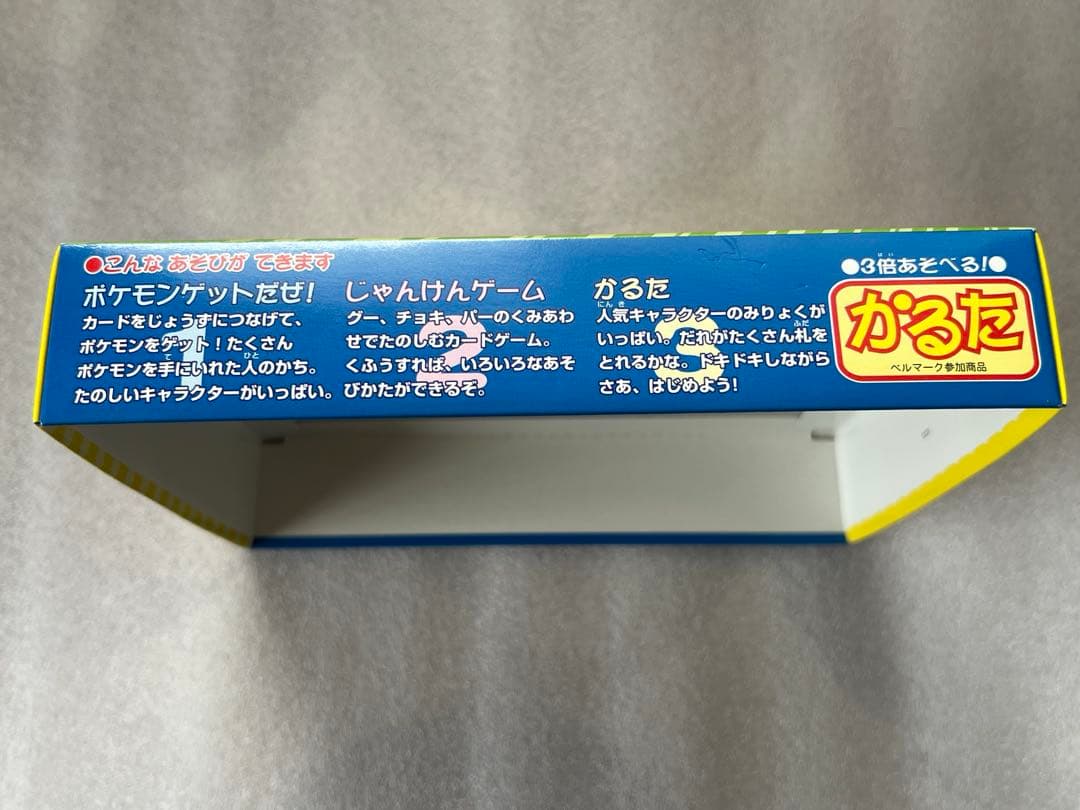 ●こんな あそびが できます
ポケモンゲットだぜ!
カードをじょうずにつなげて、
ポケモンをゲット!たくさん
ポケモンを手にいれた人のかち。
たのしいキャラクターがいっぱい。
1
じゃんけんゲーム
グー、チョキ、パーのくみあわ
せでたのしむカードゲーム。
くふうすれば、いろいろなあそ
びかたができるぞ。
2
かるた
人気キャラクターのみりょくが
いっぱい。だれがたくさん札を
とれるかな。ドキドキしながら
さあ、はじめよう!
3
●3倍あそべる!●
かるた
ベルマーク参加商品